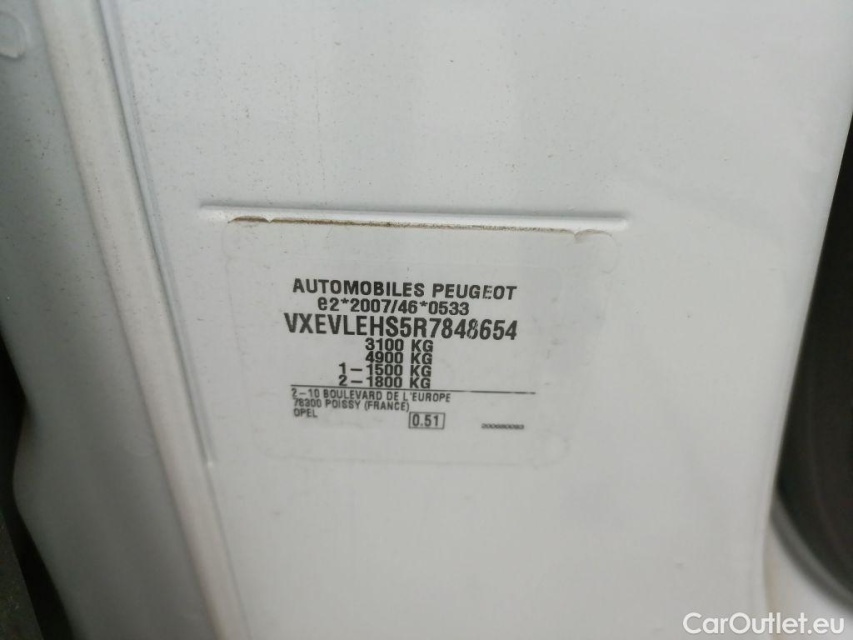 AUTOMOBILES PEUGEOT
e2*2007/46*0533
VXEVLEHS5R7848654
3100 KG
4900 KG
1-1500 KG
2-1800 KG
2-10 BOULEVARD DE L'EUROPE
78300 POISSY (FRANCE)
OPEL
0.51
CarOutlet.eu